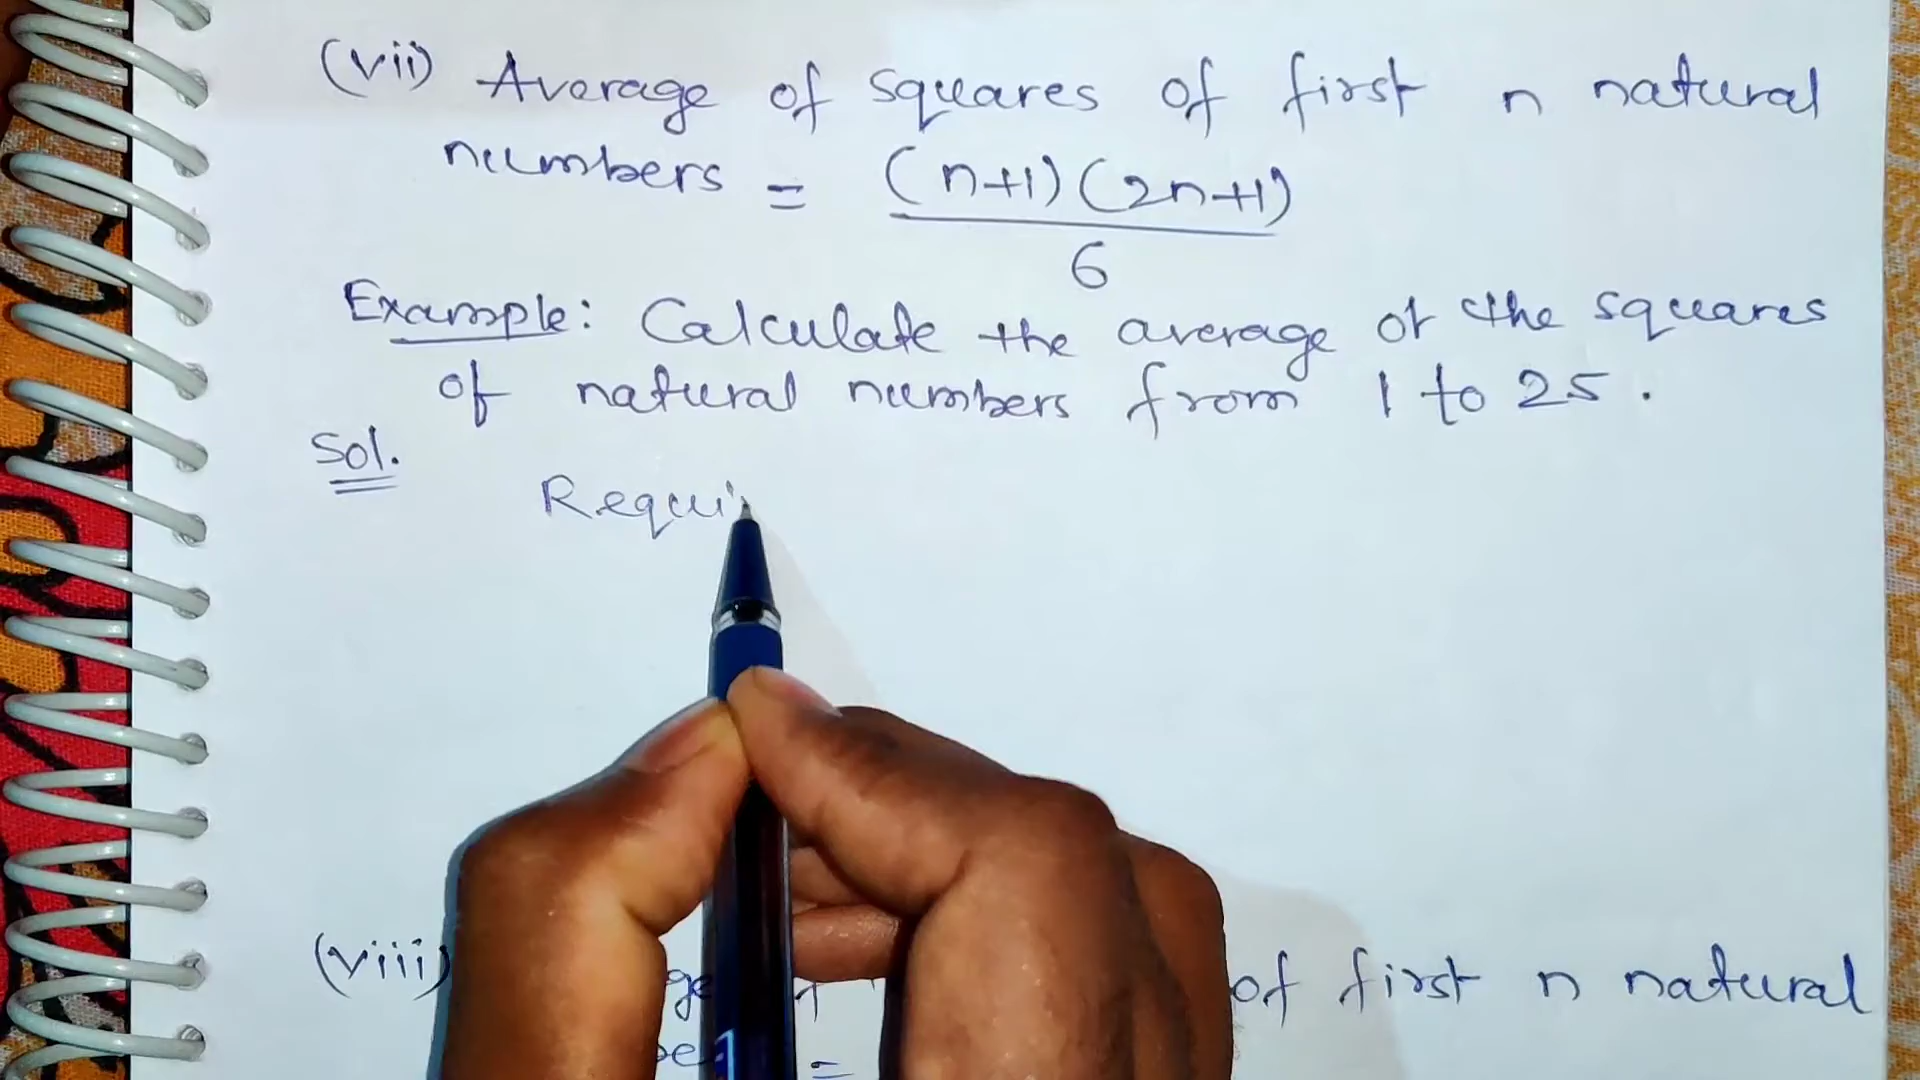 (vii) Average of squares of first n natural
numbers = (n+1)(2n+1)
6
Example: Calculate the average of the squares
of natural numbers from 1 to 25.
Sol.
Requi
(viii) of first n natural
=